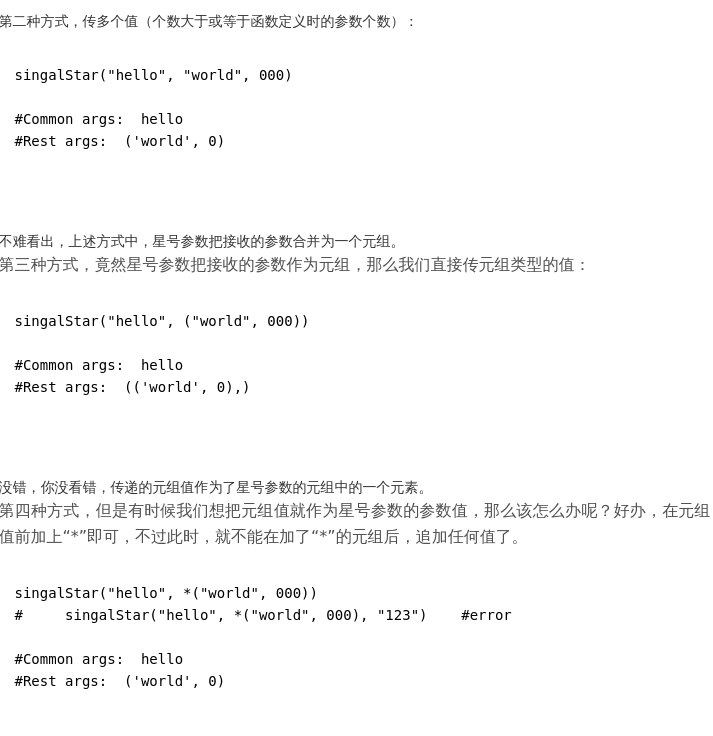 第二种方式，传多个值（个数大于或等于函数定义时的参数个数）：
singalStar("hello", "world", 000)
#Common args:  hello
#Rest args:  ('world', 0)
不难看出，上述方式中，星号参数把接收的参数合并为一个元组。
第三种方式，竟然星号参数把接收的参数作为元组，那么我们直接传元组类型的值：
singalStar("hello", ("world", 000))
#Common args:  hello
#Rest args:  (('world', 0),)
没错，你没看错，传递的元组值作为了星号参数的元组中的一个元素。
第四种方式，但是有时候我们想把元组值就作为星号参数的参数值，那么该怎么办呢？好办，在元组
值前加上“*”即可，不过此时，就不能在加了“*”的元组后，追加任何值了。
singalStar("hello", *("world", 000))
#     singalStar("hello", *("world", 000), "123")    #error
#Common args:  hello
#Rest args:  ('world', 0)